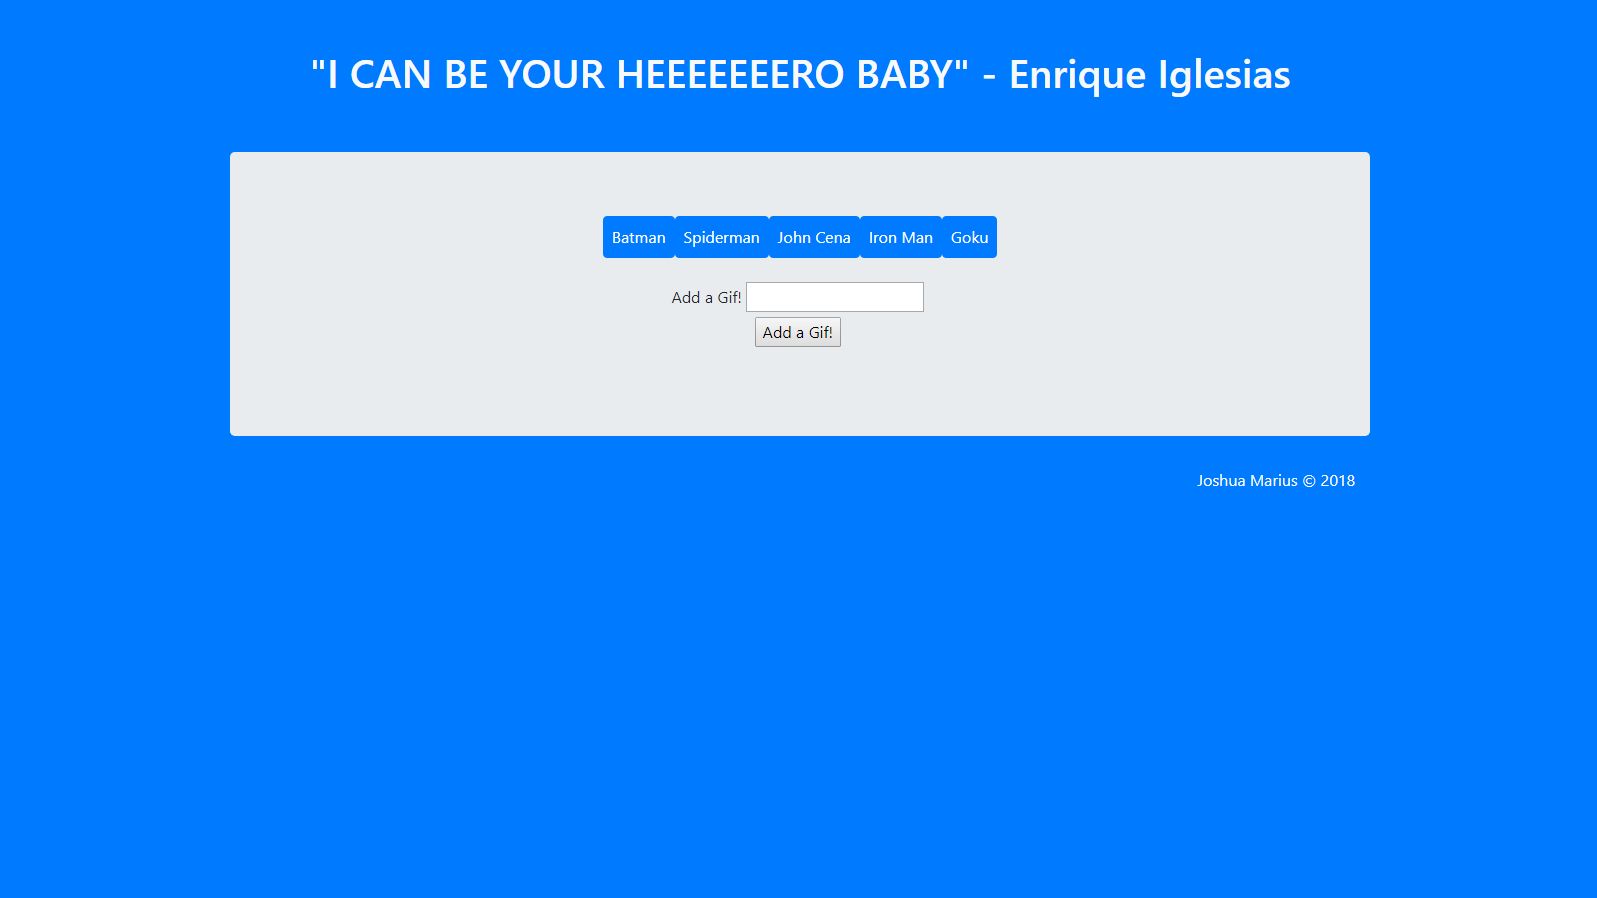 "I CAN BE YOUR HEEEEEEERO BABY" - Enrique Iglesias
Batman Spiderman John Cena Iron Man Goku
Add a Gif!
Add a Gif!
Joshua Marius © 2018